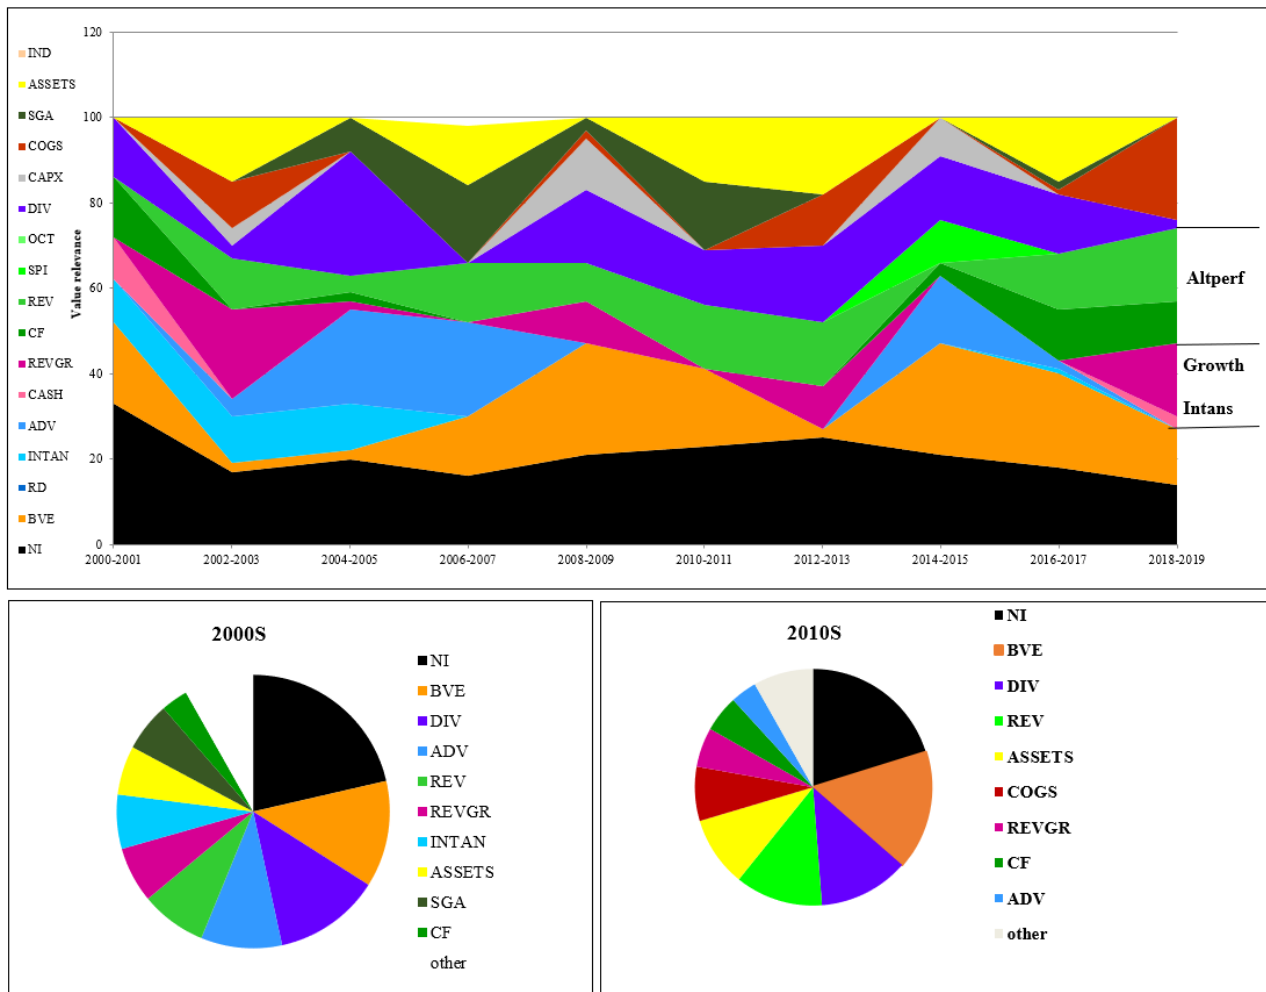 120
100
80
60
40
20
0
Value relevance
IND
ASSETS
SGA
COGS
CAPX
DIV
OCT
SPI
REV
CF
REVGR
CASH
ADV
INTAN
RD
BVE
NI
2000-2001
2002-2003
2004-2005
2006-2007
2008-2009
2010-2011
2012-2013
2014-2015
2016-2017
2018-2019
Altperf
Growth
Intans
2000S
NI
BVE
DIV
ADV
REV
REVGR
INTAN
ASSETS
SGA
CF
other
2010S
NI
BVE
DIV
REV
ASSETS
COGS
REVGR
CF
ADV
other